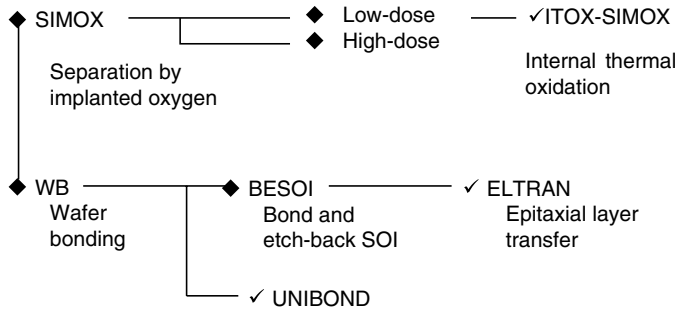 ◆ SIMOX
◆ Low-dose
✓ITOX-SIMOX
◆ High-dose
Separation by
implanted oxygen
Internal thermal
oxidation
◆ WB
◆ BESOI
✓ ELTRAN
Wafer
bonding
Bond and
etch-back SOI
Epitaxial layer
transfer
✓ UNIBOND